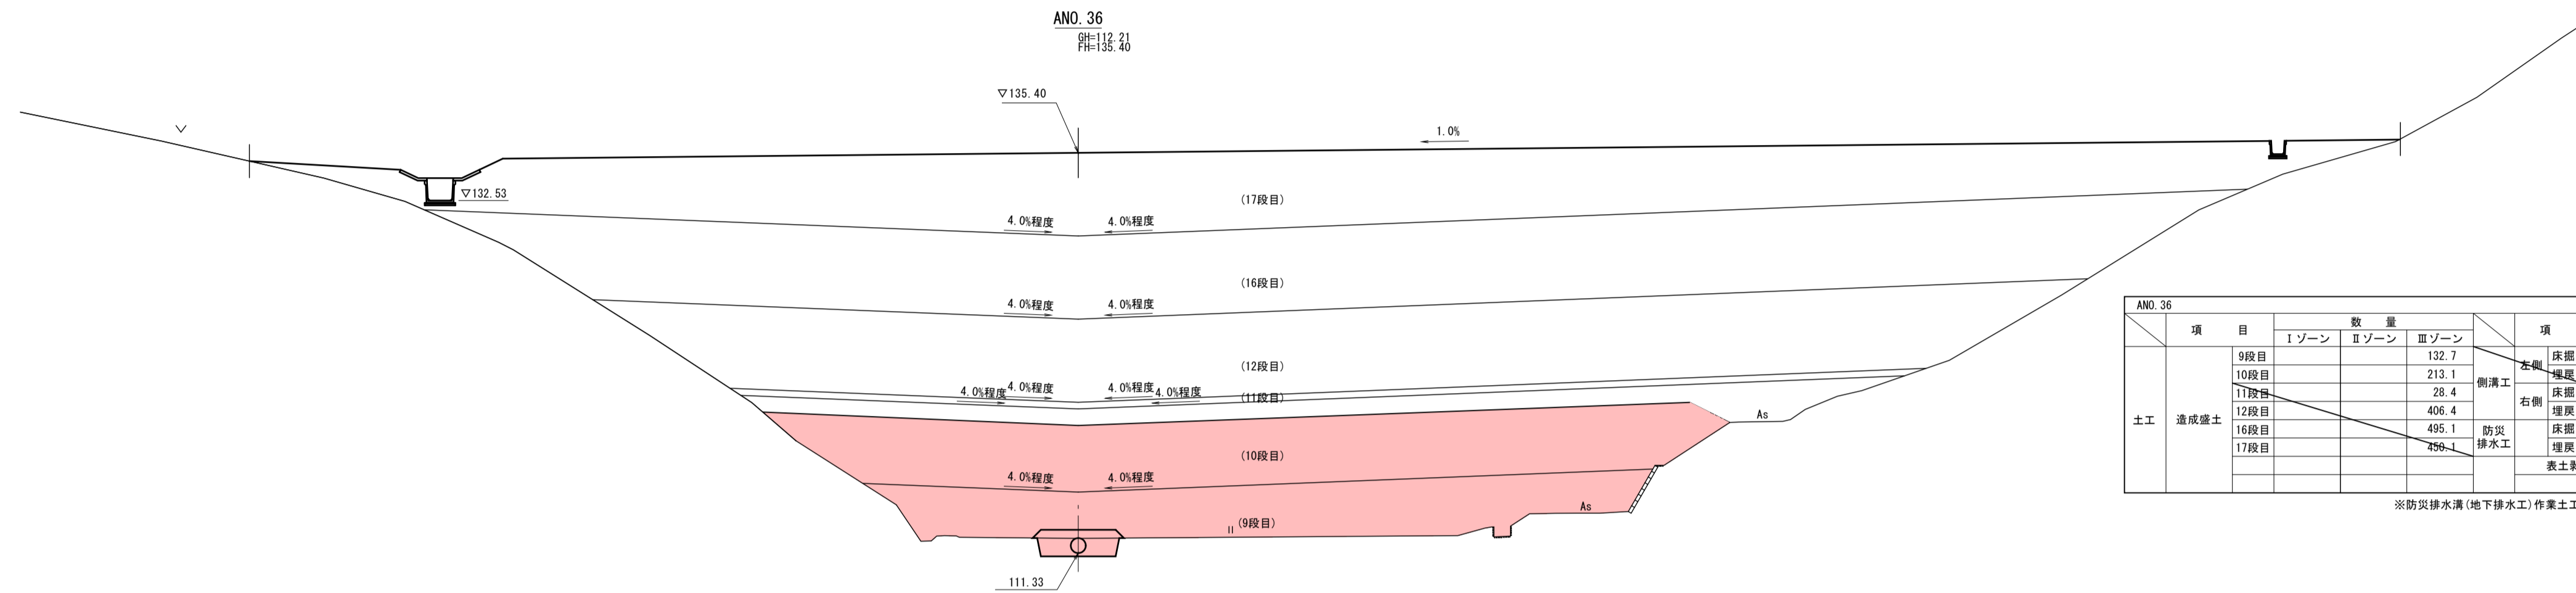 ANO.36
GH=112.21
FH=135.40
▽135.40
1.0%
▽132.53
(17段目)
4.0%程度 4.0%程度
(16段目)
4.0%程度 4.0%程度
(12段目)
4.0%程度 4.0%程度
4.0%程度 4.0%程度
(11段目)
As
(10段目)
4.0%程度 4.0%程度
As
(9段目)
111.33
ANO.36
項 目 数 量 項
Ⅰゾーン Ⅱゾーン Ⅲゾーン
土工 造成盛土
9段目 132.7
10段目 213.1
11段目 28.4
12段目 406.4
16段目 495.1
17段目 450.1
側溝工
左側 床掘
埋戻
右側 床掘
埋戻
防災
排水工
床掘
埋戻
表土剥
※防災排水溝(地下排水工)作業土工